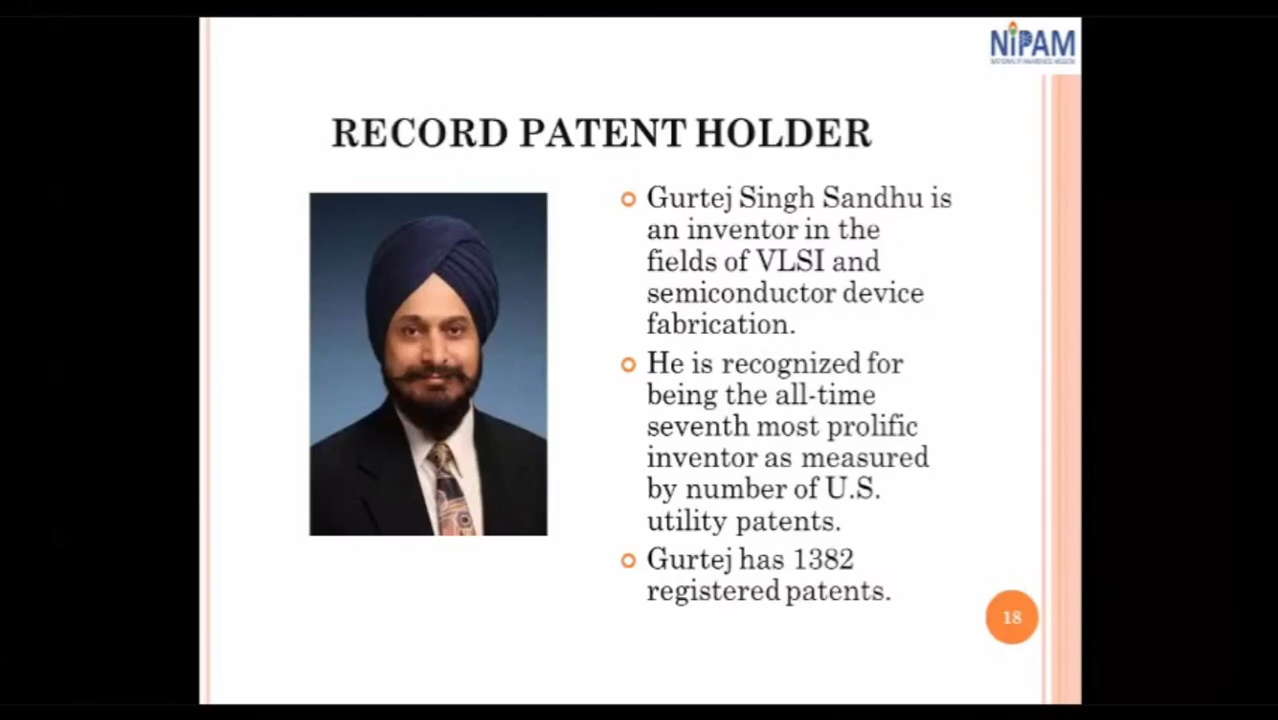 NiPAM
RECORD PATENT HOLDER
Gurtej Singh Sandhu is
an inventor in the
fields of VLSI and
semiconductor device
fabrication.
He is recognized for
being the all-time
seventh most prolific
inventor as measured
by number of U.S.
utility patents.
Gurtej has 1382
registered patents.
18